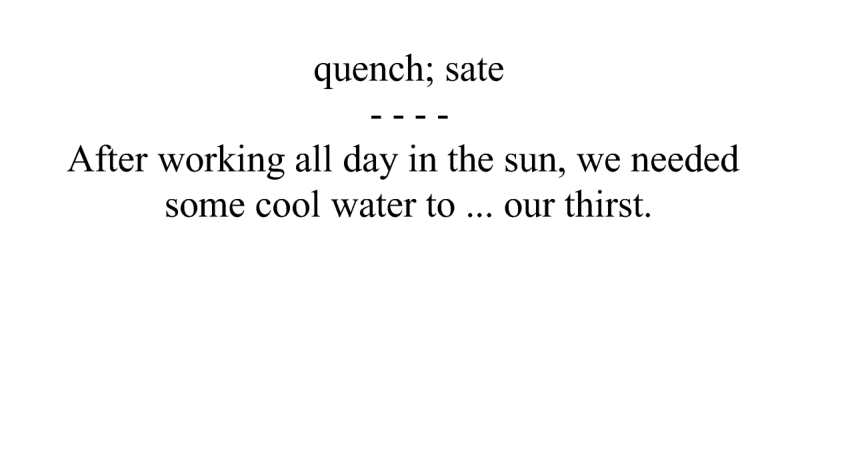 quench; sate
- - - -
After working all day in the sun, we needed
some cool water to ... our thirst.